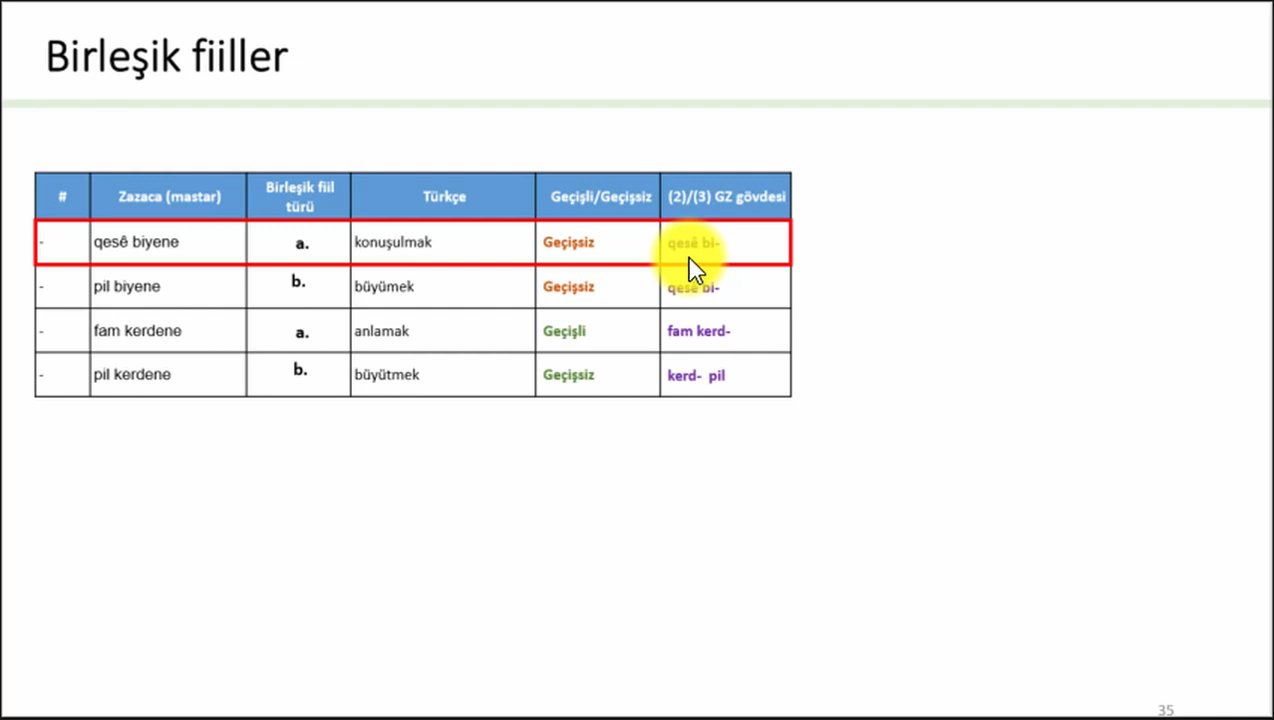 Birleşik fiiller
# Zazaca (mastar) Birleşik fiil türü Türkçe Geçişli/Geçişsiz (2)/(3) GZ gövdesi
- qesê biyene a. konuşulmak Geçişsiz qesê bi-
- pil biyene b. büyümek Geçişsiz qesê bi-
- fam kerdene a. anlamak Geçişli fam kerd-
- pil kerdene b. büyütmek Geçişsiz kerd- pil
35